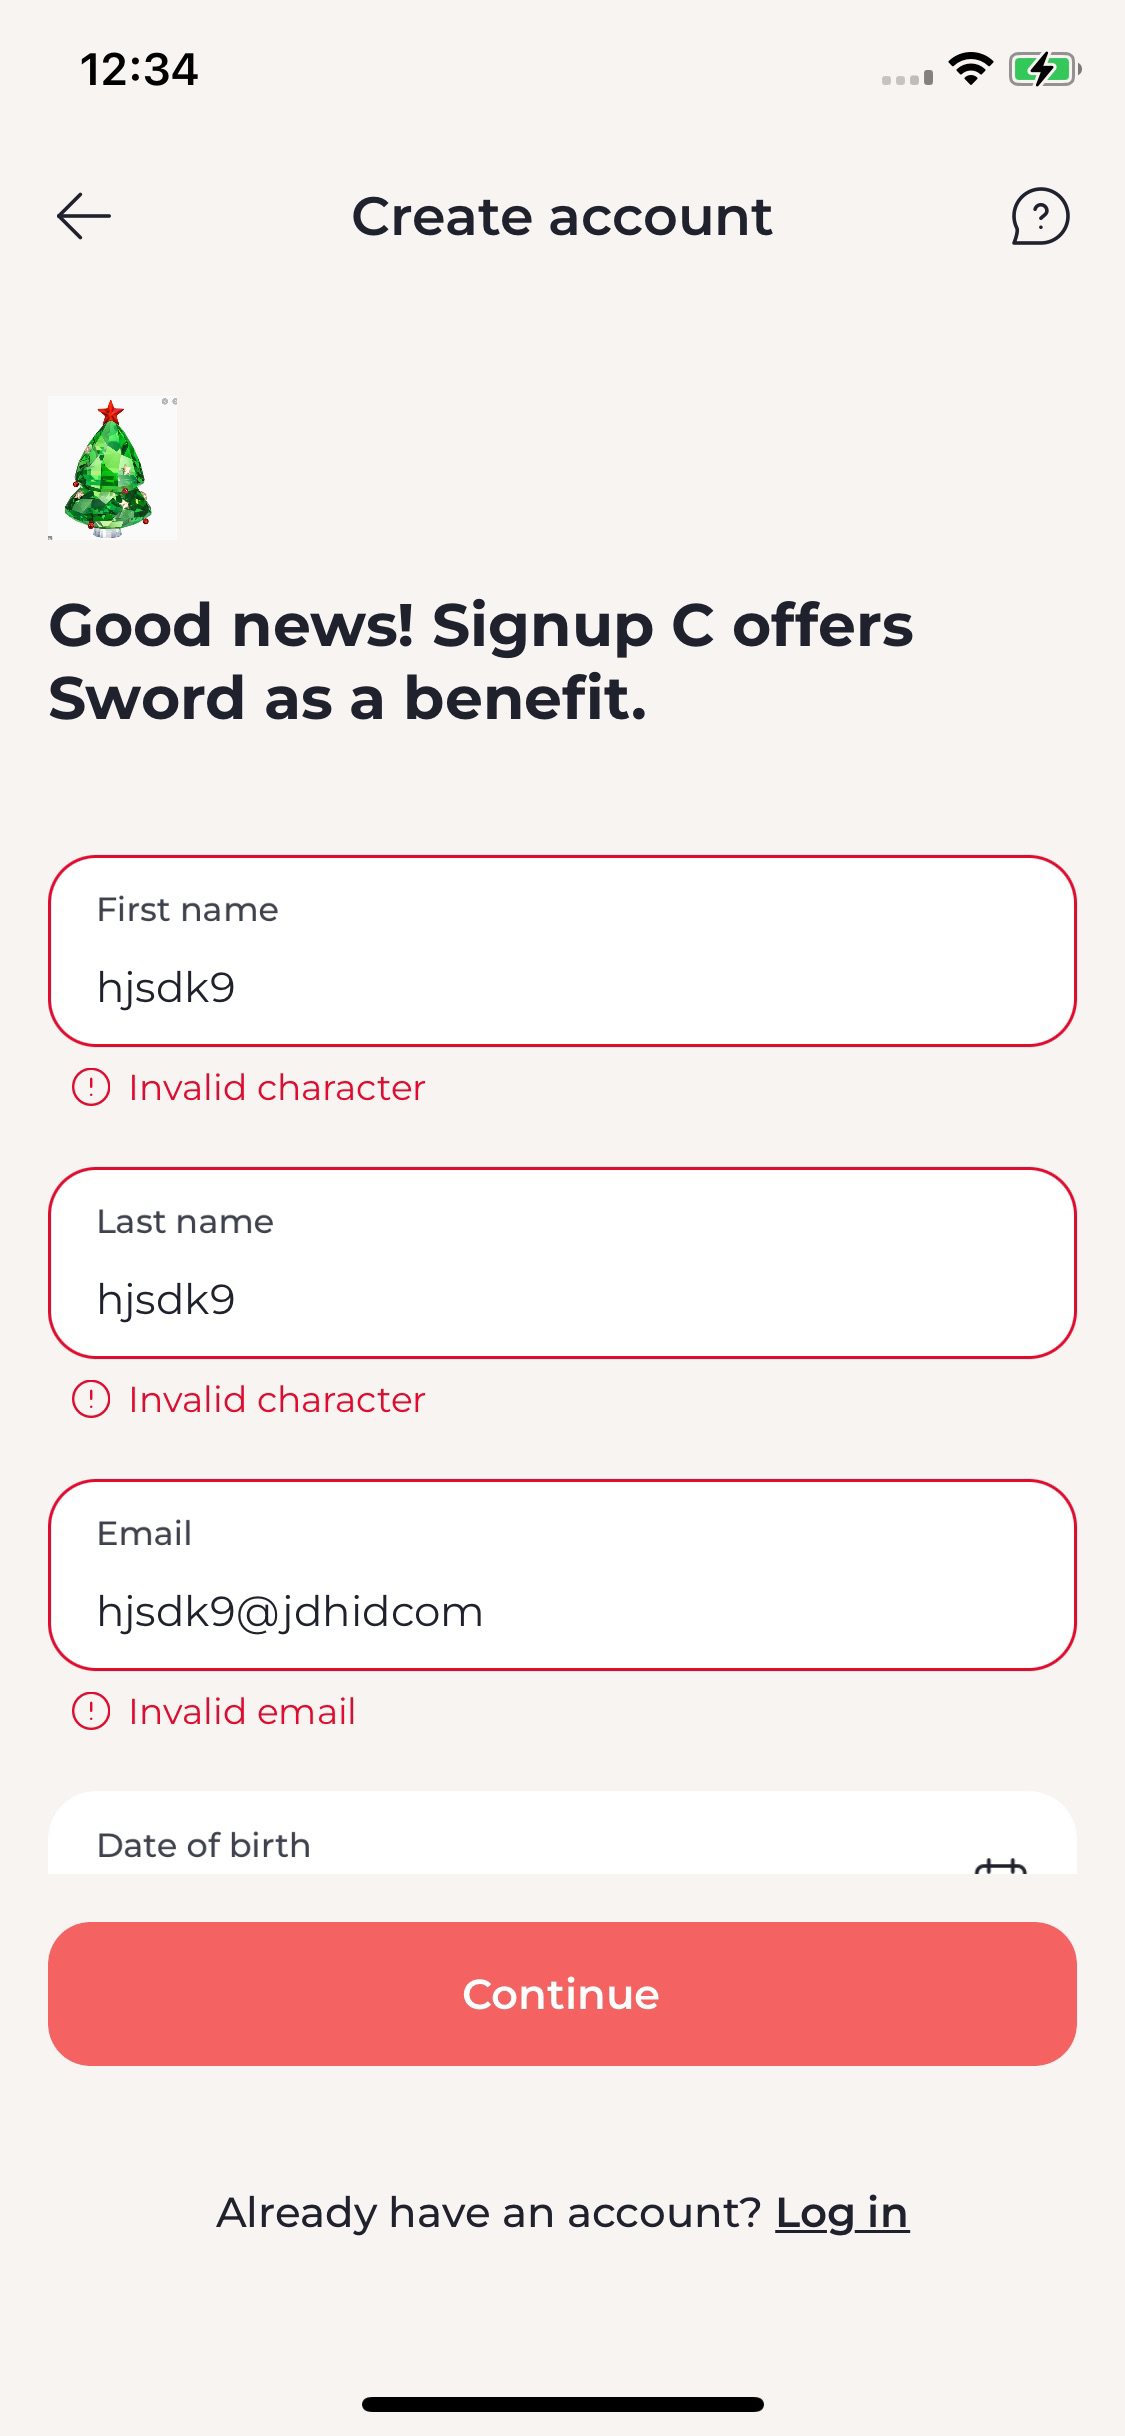 12:34
Create account
Good news! Signup C offers
Sword as a benefit.
First name
hjsdk9
Invalid character
Last name
hjsdk9
Invalid character
Email
hjsdk9@jdhidcom
Invalid email
Date of birth
Continue
Already have an account? Log in